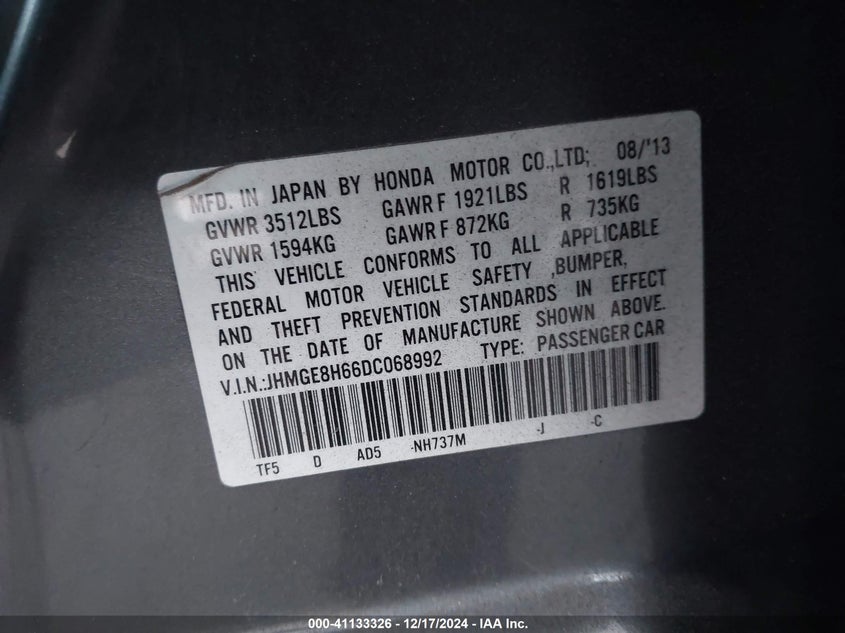 MFD. IN JAPAN BY HONDA MOTOR CO.,LTD; 08/'13
GVWR 3512LBS GAWR F 1921LBS R 1619LBS
GVWR 1594KG GAWR F 872KG R 735KG
THIS VEHICLE CONFORMS TO ALL APPLICABLE
FEDERAL MOTOR VEHICLE SAFETY ,BUMPER,
AND THEFT PREVENTION STANDARDS IN EFFECT
ON THE DATE OF MANUFACTURE SHOWN ABOVE.
V.I.N.:JHMGE8H66DC068992 TYPE: PASSENGER CAR
TF5 D AD5 -NH737M -J -C
000-41133326 - 12/17/2024 - IAA Inc.